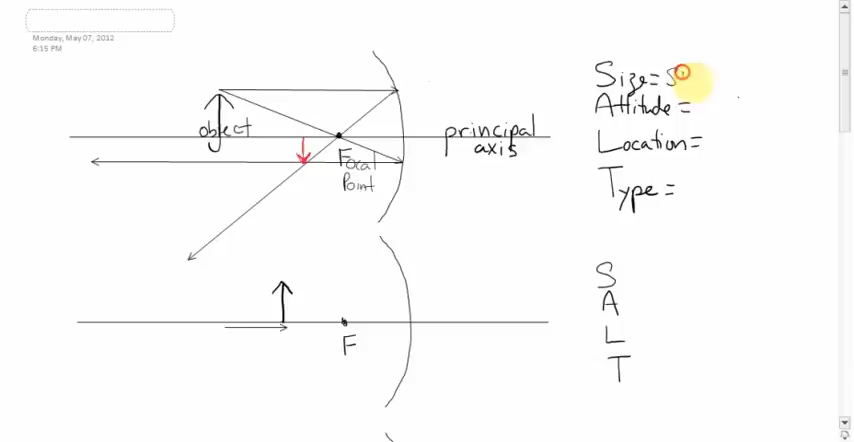 Monday, May 07, 2012
6:15 PM
object
Focal
Point
principal
axis
Size= S
Attitude=
Location=
Type=
F
S
A
L
T